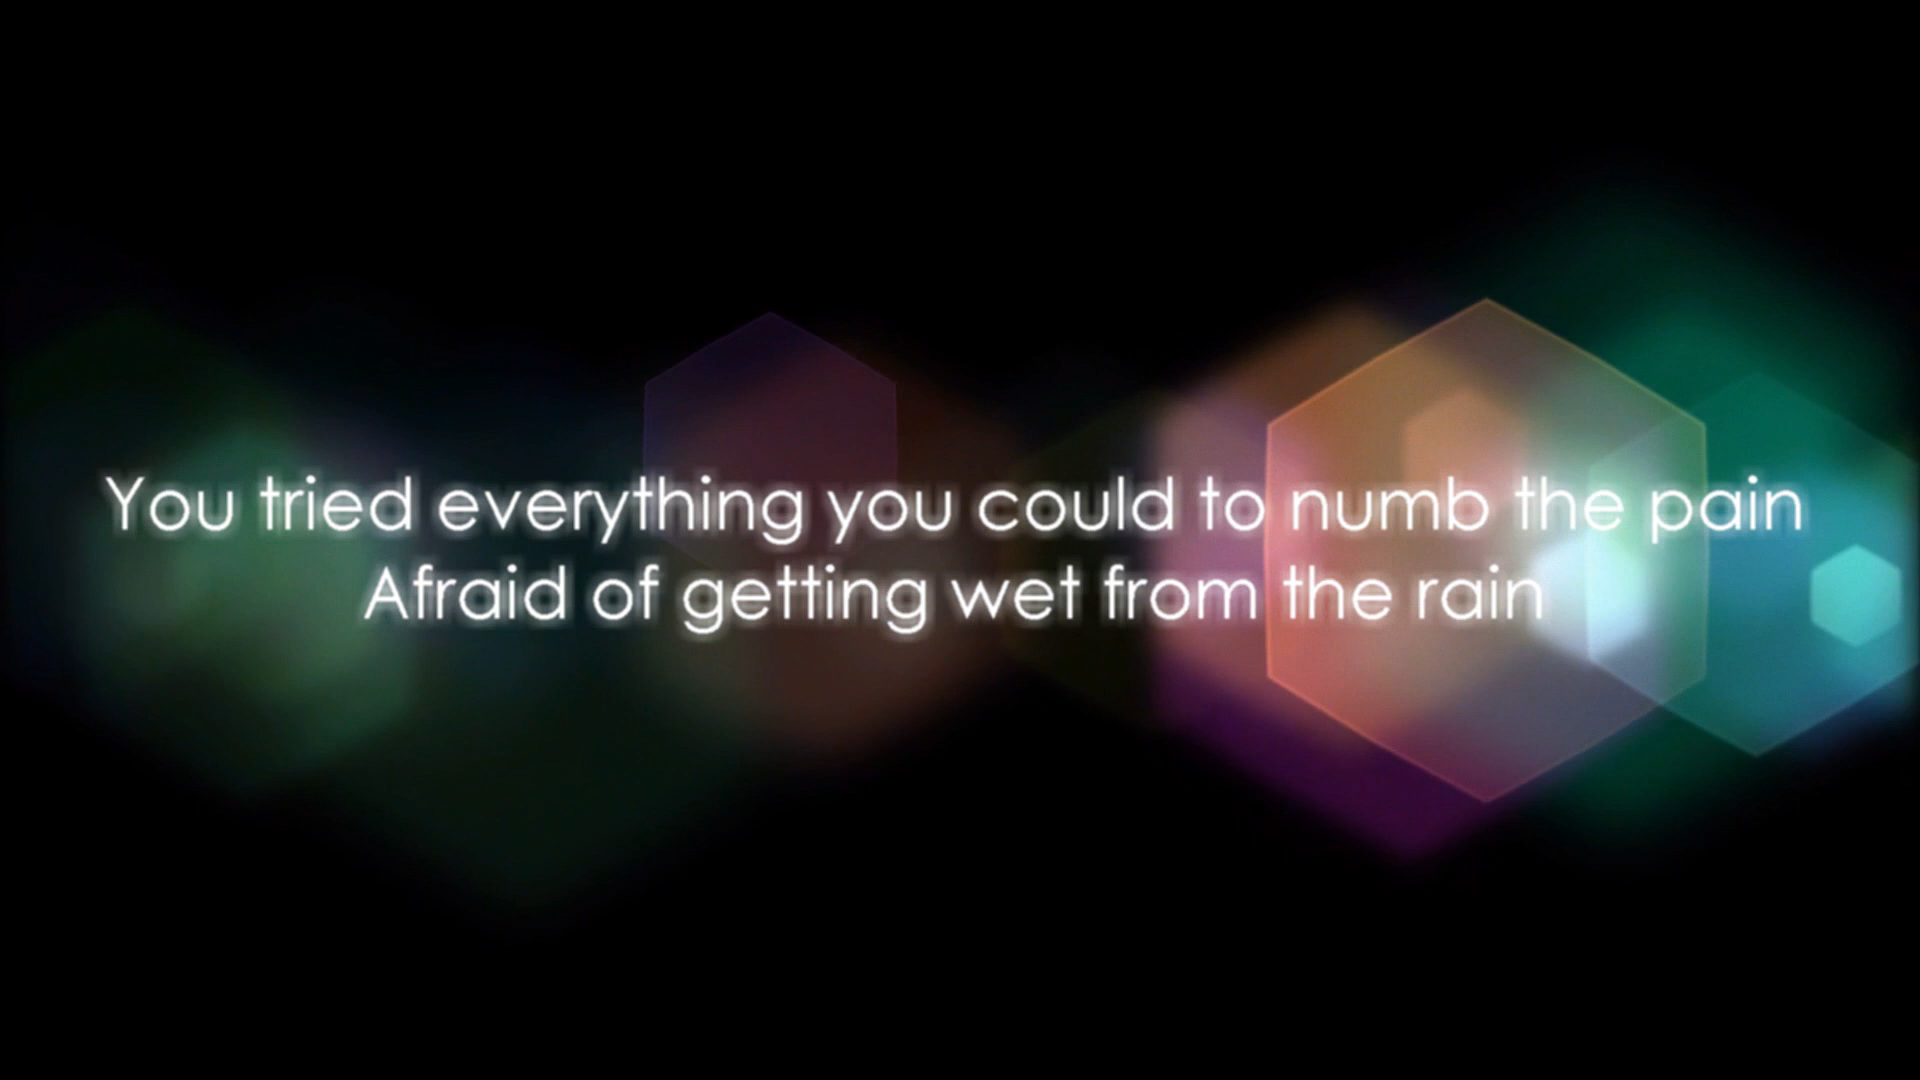 You tried everything you could to numb the pain
Afraid of getting wet from the rain